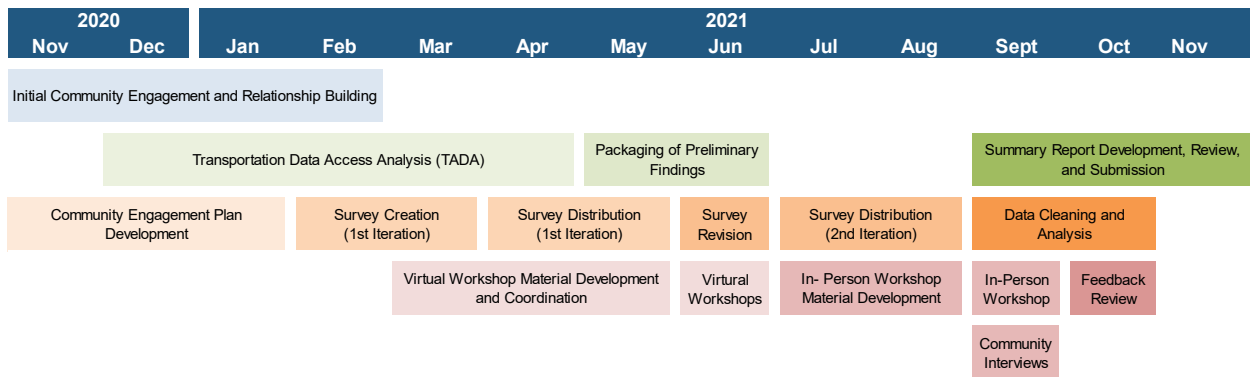 2020 2021
Nov Dec Jan Feb Mar Apr May Jun Jul Aug Sept Oct Nov
Initial Community Engagement and Relationship Building
Transportation Data Access Analysis (TADA)
Packaging of Preliminary
Findings
Summary Report Development, Review,
and Submission
Community Engagement Plan
Development
Survey Creation
(1st Iteration)
Survey Distribution
(1st Iteration)
Survey
Revision
Survey Distribution
(2nd Iteration)
Data Cleaning and
Analysis
Virtual Workshop Material Development
and Coordination
Virtural
Workshops
In- Person Workshop
Material Development
In-Person
Workshop
Feedback
Review
Community
Interviews